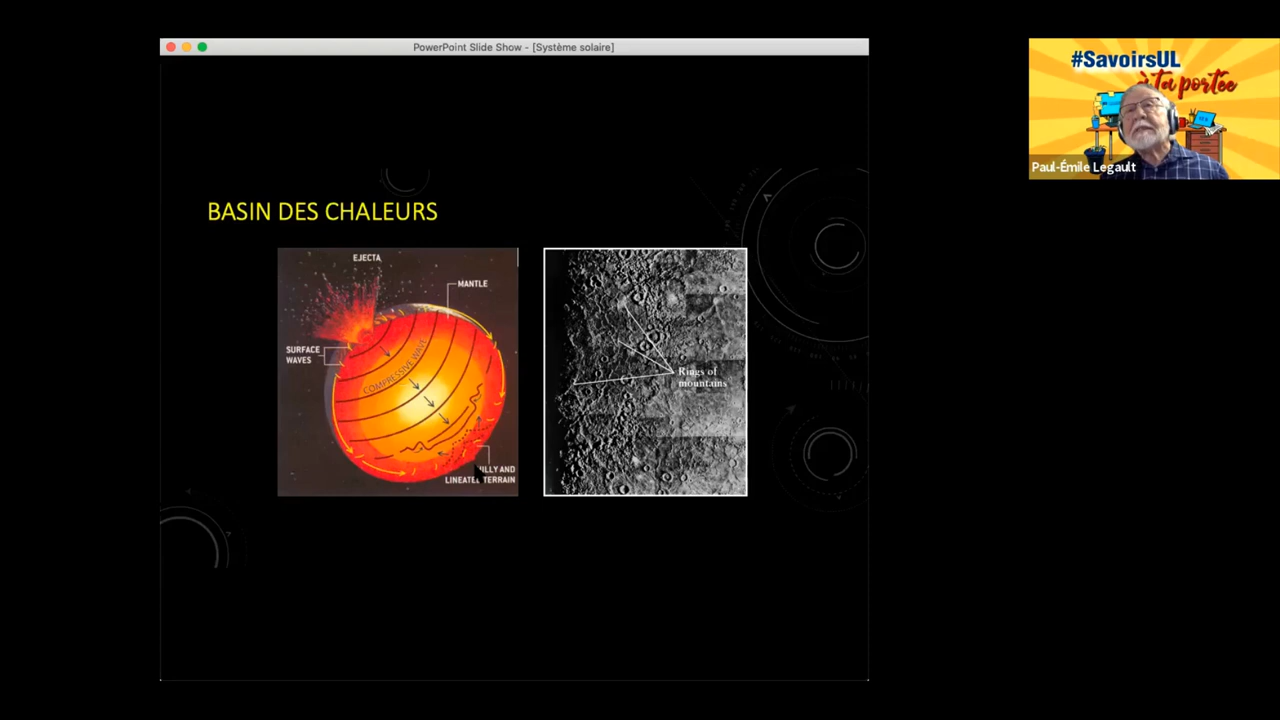 PowerPoint Slide Show - [Système solaire]
#SavoirsUL
à ta portée
Paul-Émile Legault
BASIN DES CHALEURS
EJECTA
MANTLE
SURFACE
WAVES
COMPRESSIVE WAVE
AND
TERRAIN
Rings of
mountains